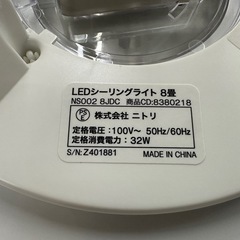 LEDシーリングライト 8畳
NS002 8JDC 商品CD:8380218
PSE 株式会社 ニトリ
定格電圧:100V~ 50Hz/60Hz
定格消費電力:32W
S/N:Z401881 MADE IN CHINA